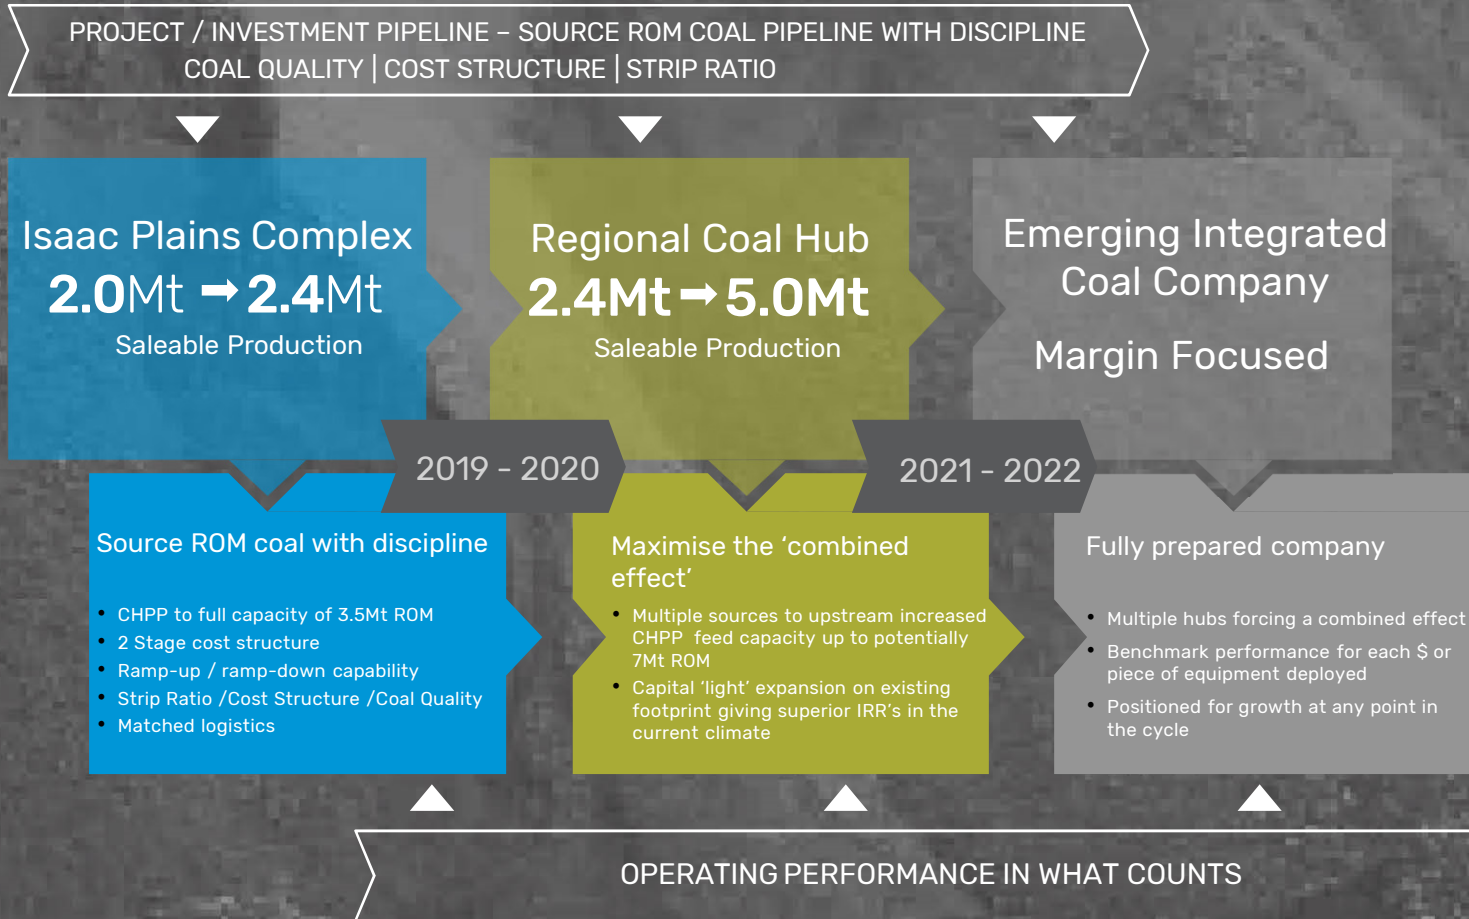 PROJECT / INVESTMENT PIPELINE – SOURCE ROM COAL PIPELINE WITH DISCIPLINE
COAL QUALITY | COST STRUCTURE | STRIP RATIO
Isaac Plains Complex
2.0Mt ➡ 2.4Mt
Saleable Production
Regional Coal Hub
2.4Mt ➡ 5.0Mt
Saleable Production
Emerging Integrated
Coal Company
Margin Focused
2019 - 2020
2021 - 2022
Source ROM coal with discipline
• CHPP to full capacity of 3.5Mt ROM
• 2 Stage cost structure
• Ramp-up / ramp-down capability
• Strip Ratio /Cost Structure /Coal Quality
• Matched logistics
Maximise the ‘combined
effect’
• Multiple sources to upstream increased
CHPP feed capacity up to potentially
7Mt ROM
• Capital ‘light’ expansion on existing
footprint giving superior IRR’s in the
current climate
Fully prepared company
• Multiple hubs forcing a combined effect
• Benchmark performance for each $ or
piece of equipment deployed
• Positioned for growth at any point in
the cycle
OPERATING PERFORMANCE IN WHAT COUNTS